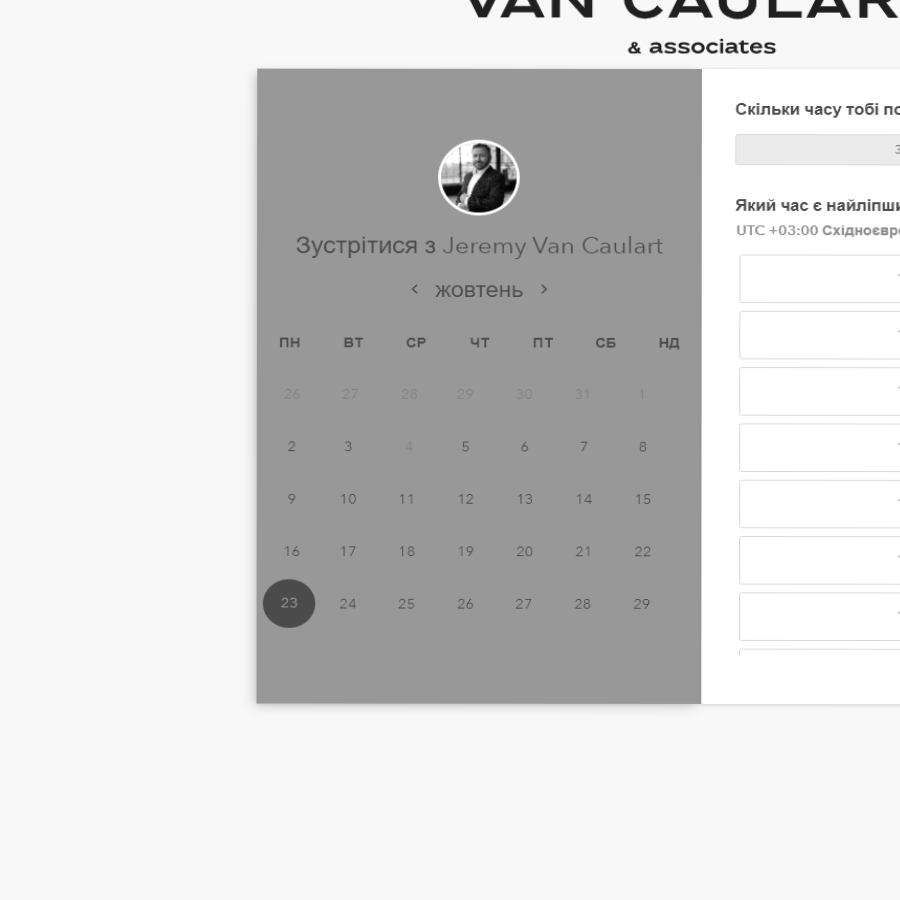 VAN CAULAR
& associates
Зустрітися з Jeremy Van Caulart
жовтень
ПН ВТ СР ЧТ ПТ СБ НД
26 27 28 29 30 31 1
2 3 4 5 6 7 8
9 10 11 12 13 14 15
16 17 18 19 20 21 22
23 24 25 26 27 28 29
Скільки часу тобі по
3
Який час є найліпши
UTC +03:00 Східноєвро